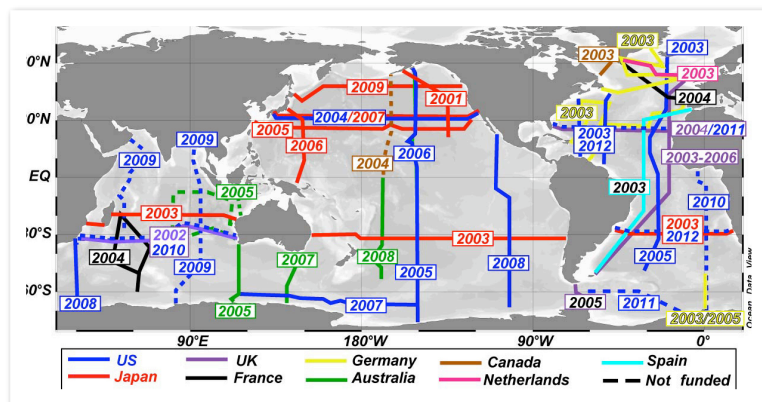 2003
2003
0°N
2003
2009
2003
2001
2004
0°N
2004/2007
2003
2005
2003
2012
2004/2011
2009
2006
2006
2009
2004
2003-2006
EQ
2005
2003
2010
2003
0°S
2002
2010
2003
2003
2012
2004
2007
2008
2005
2009
2005
2008
60°S
2008
2005
2007
2005
2011
2003/2005
90°E
180°W
90°W
0°
Ocean Data View
US
UK
Germany
Canada
Spain
Japan
France
Australia
Netherlands
Not funded